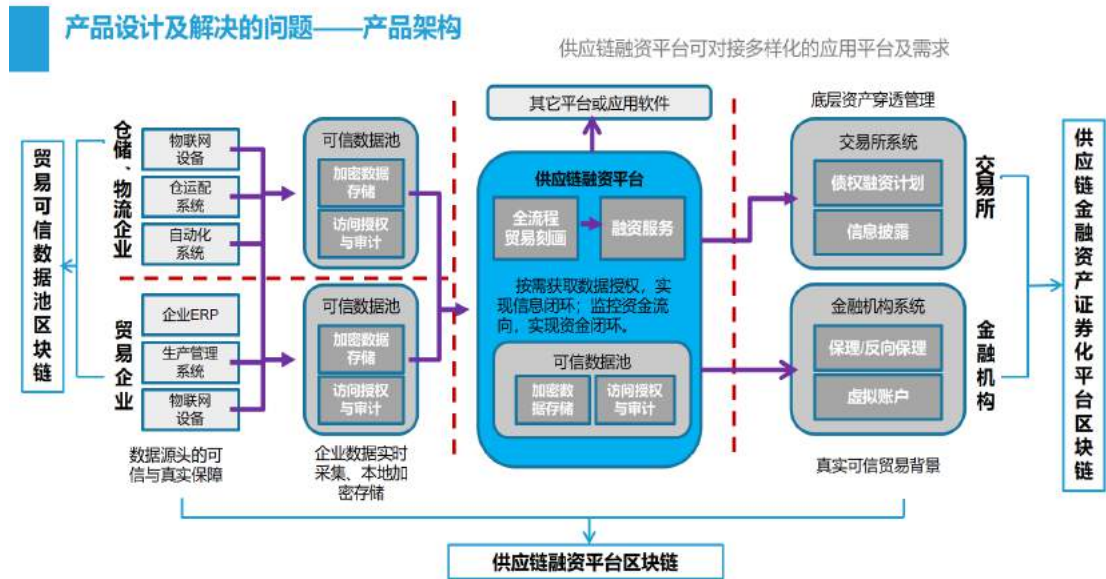 产品设计及解决的问题——产品架构
供应链融资平台可对接多样化的应用平台及需求
贸易可信数据池区块链
仓储、物流企业
物联网
设备
仓运配
系统
自动化
系统
贸易企业
企业ERP
生产管理
系统
物联网
设备
数据源头的可
信与真实保障
可信数据池
加密数据
存储
访问授权
与审计
可信数据池
加密数据
存储
访问授权
与审计
企业数据实时
采集、本地加
密存储
其它平台或应用软件
供应链融资平台
全流程
贸易刻画
融资服务
按需获取数据授权，实
现信息闭环；监控资金流
向，实现资金闭环。
可信数据池
加密数
据存储
访问授权
与审计
底层资产穿透管理
交易所系统
债权融资计划
信息披露
交易所
金融机构系统
保理/反向保理
虚拟账户
金融机构
真实可信贸易背景
供应链金融资产证券化平台区块链
供应链融资平台区块链